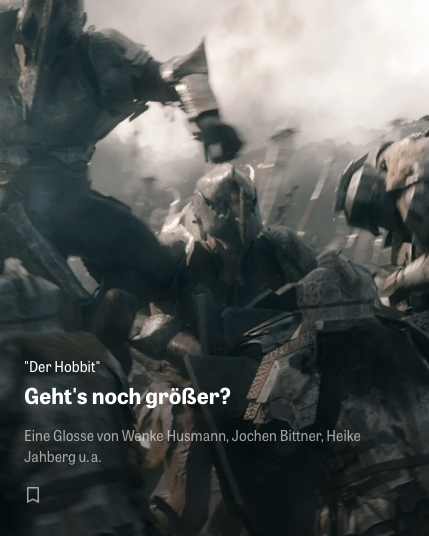 "Der Hobbit"
Geht's noch größer?
Eine Glosse von Wenke Husmann, Jochen Bittner, Heike
Jahberg u. a.